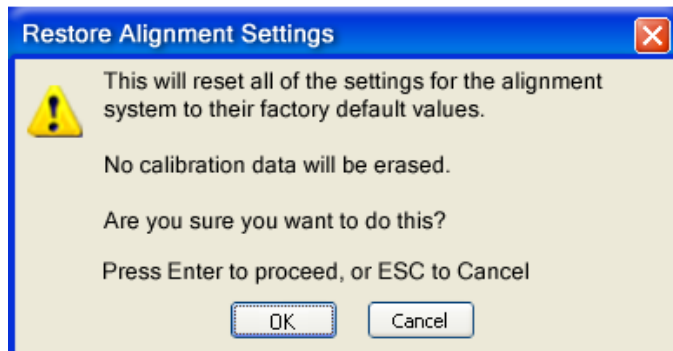 Restore Alignment Settings
This will reset all of the settings for the alignment
system to their factory default values.
No calibration data will be erased.
Are you sure you want to do this?
Press Enter to proceed, or ESC to Cancel
OK
Cancel